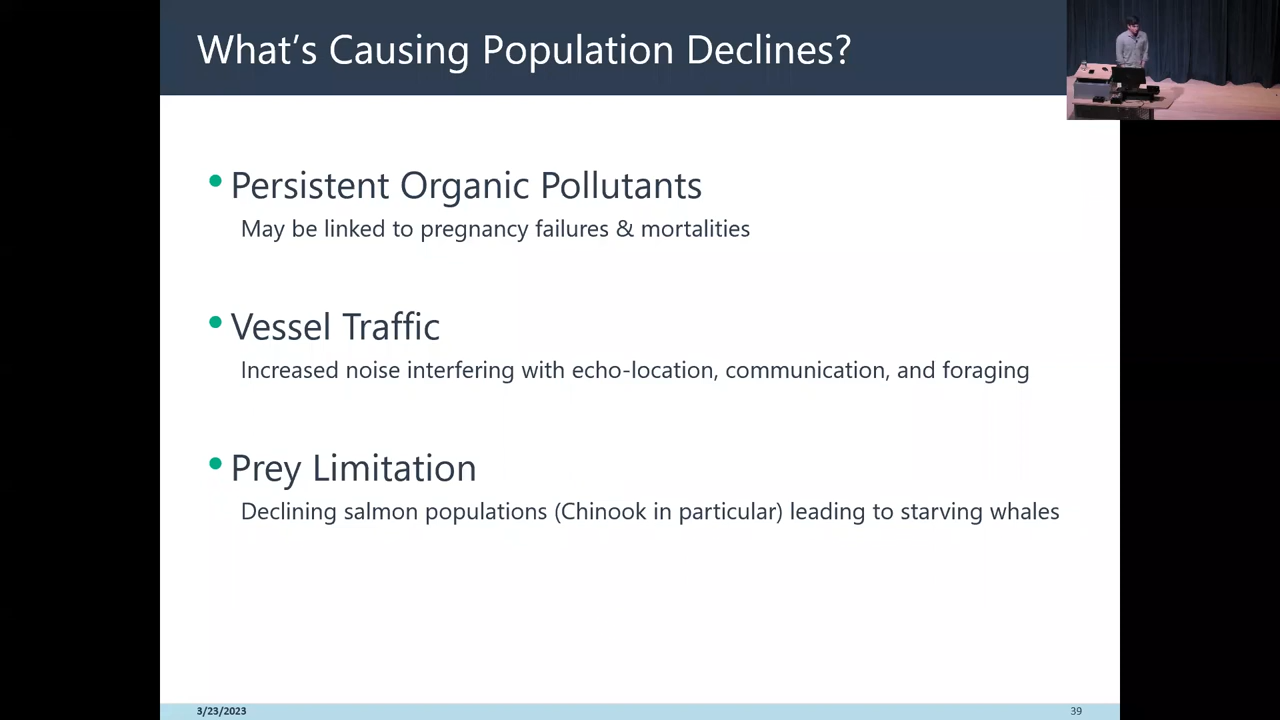 What's Causing Population Declines?
• Persistent Organic Pollutants
May be linked to pregnancy failures & mortalities
• Vessel Traffic
Increased noise interfering with echo-location, communication, and foraging
• Prey Limitation
Declining salmon populations (Chinook in particular) leading to starving whales
3/23/2023
39